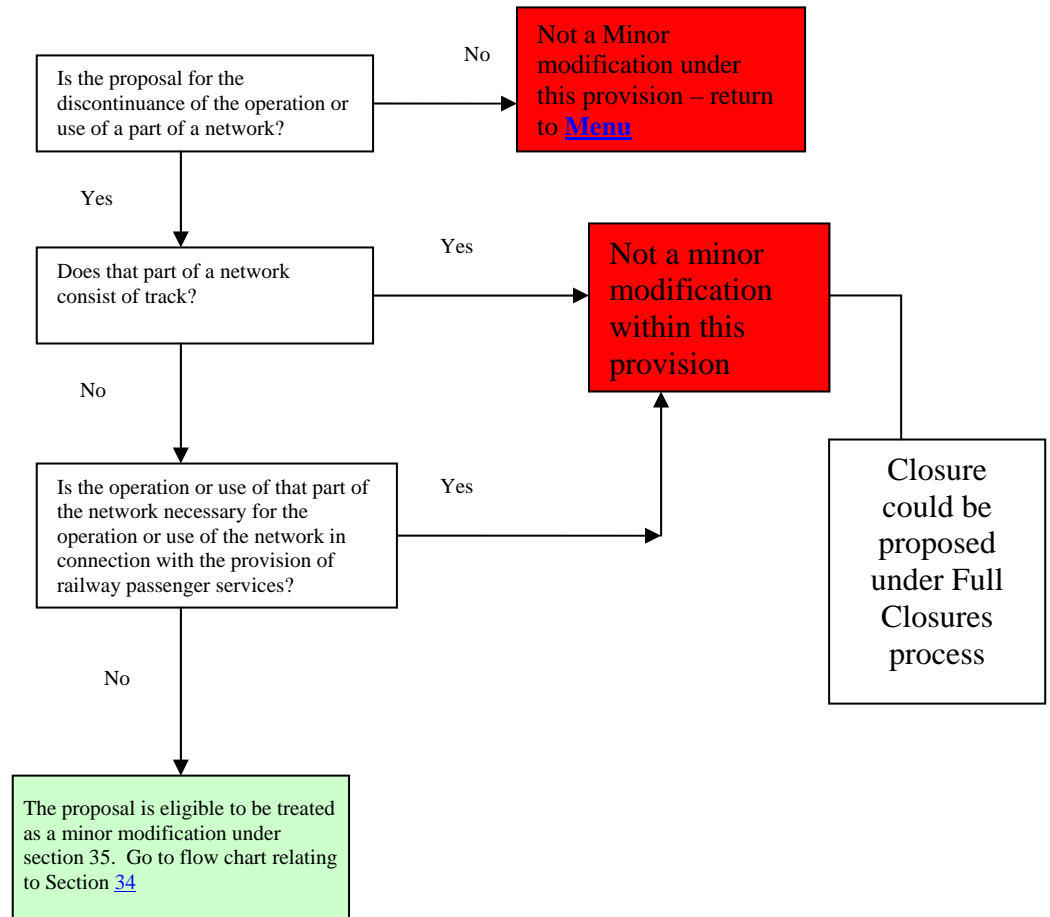 Is the proposal for the
discontinuance of the operation or
use of a part of a network?
No
Not a Minor
modification under
this provision – return
to Menu
Yes
Does that part of a network
consist of track?
Yes
Not a minor
modification
within this
provision
No
Is the operation or use of that part of
the network necessary for the
operation or use of the network in
connection with the provision of
railway passenger services?
Yes
Closure
could be
proposed
under Full
Closures
process
No
The proposal is eligible to be treated
as a minor modification under
section 35.  Go to flow chart relating
to Section 34